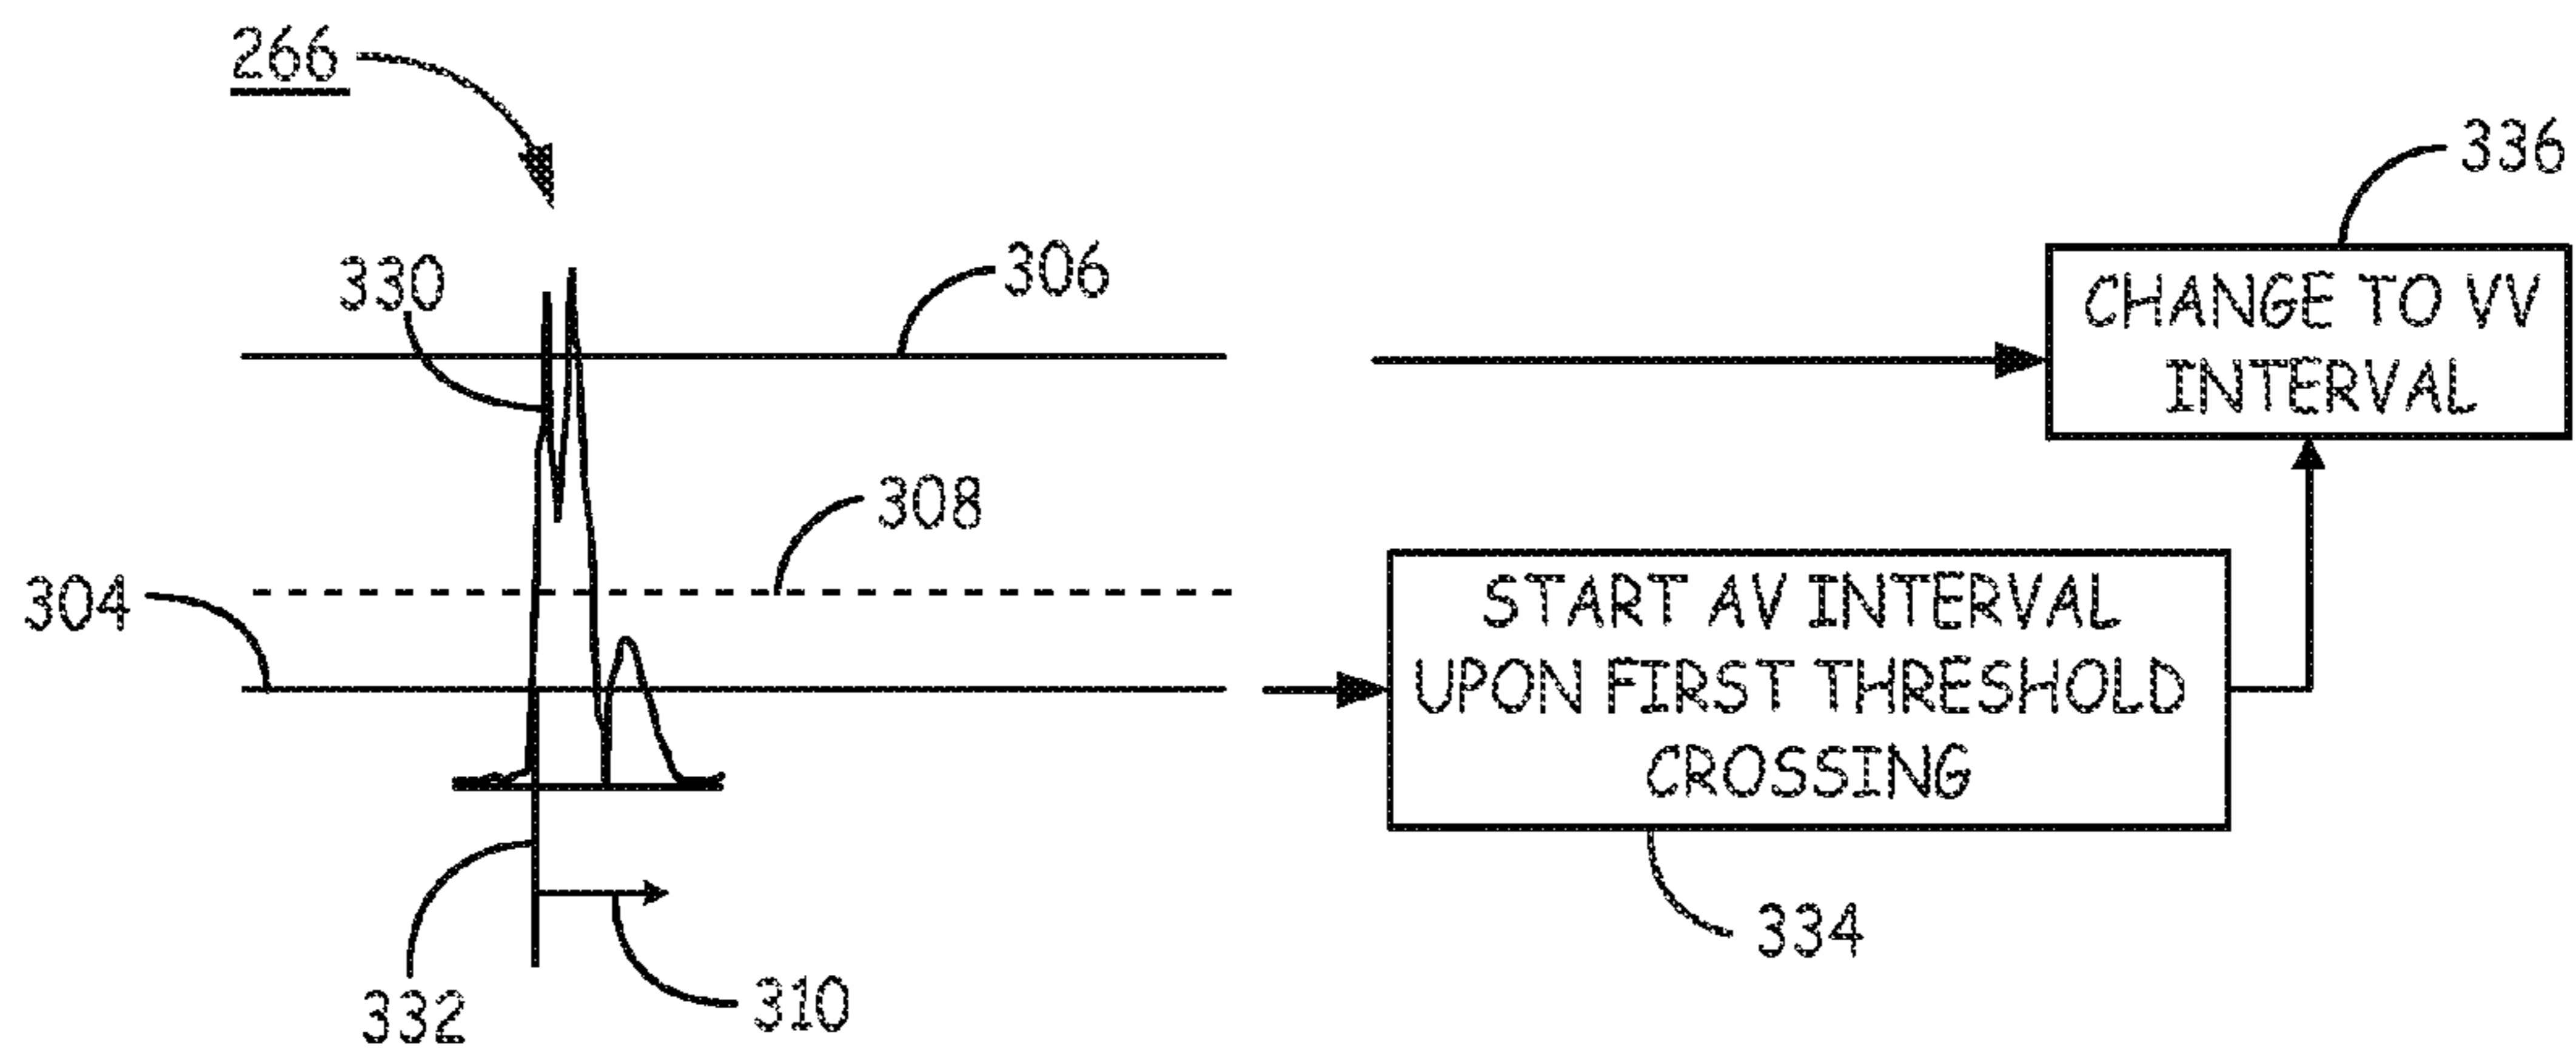 266
336
330
306
CHANGE TO VV
INTERVAL
308
304
START AV INTERVAL
UPON FIRST THRESHOLD
CROSSING
334
332
310